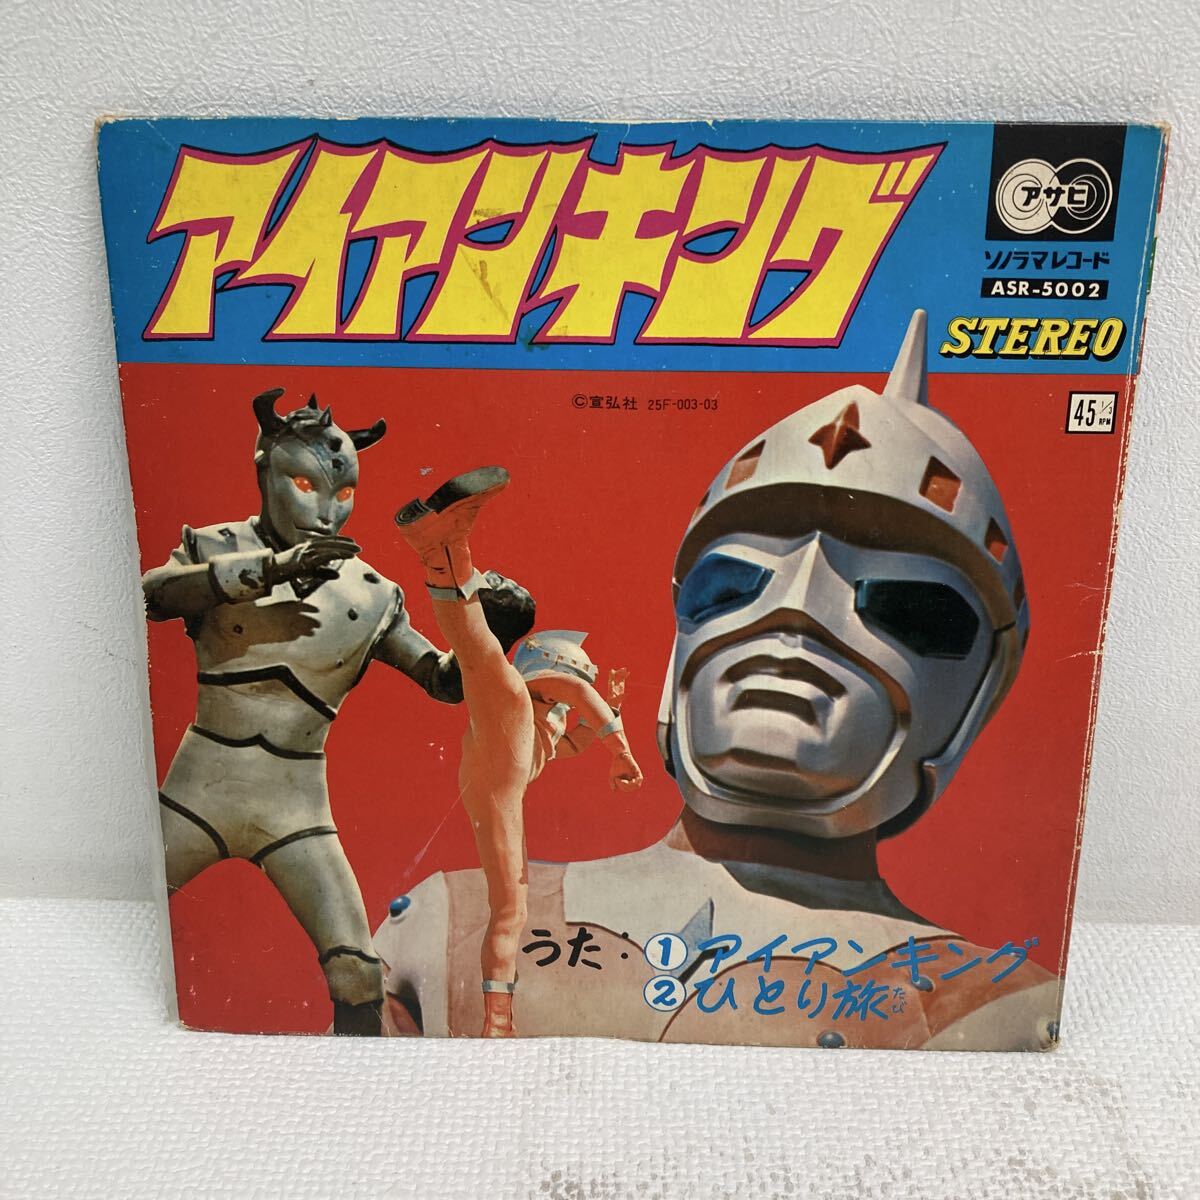 アイアンキング
アサヒ
ソノラマレコード
ASR-5002
STEREO
©宣弘社 25F-003-03
45 1/3 RPM
うた・①アイアンキング
②ひとり旅
たび